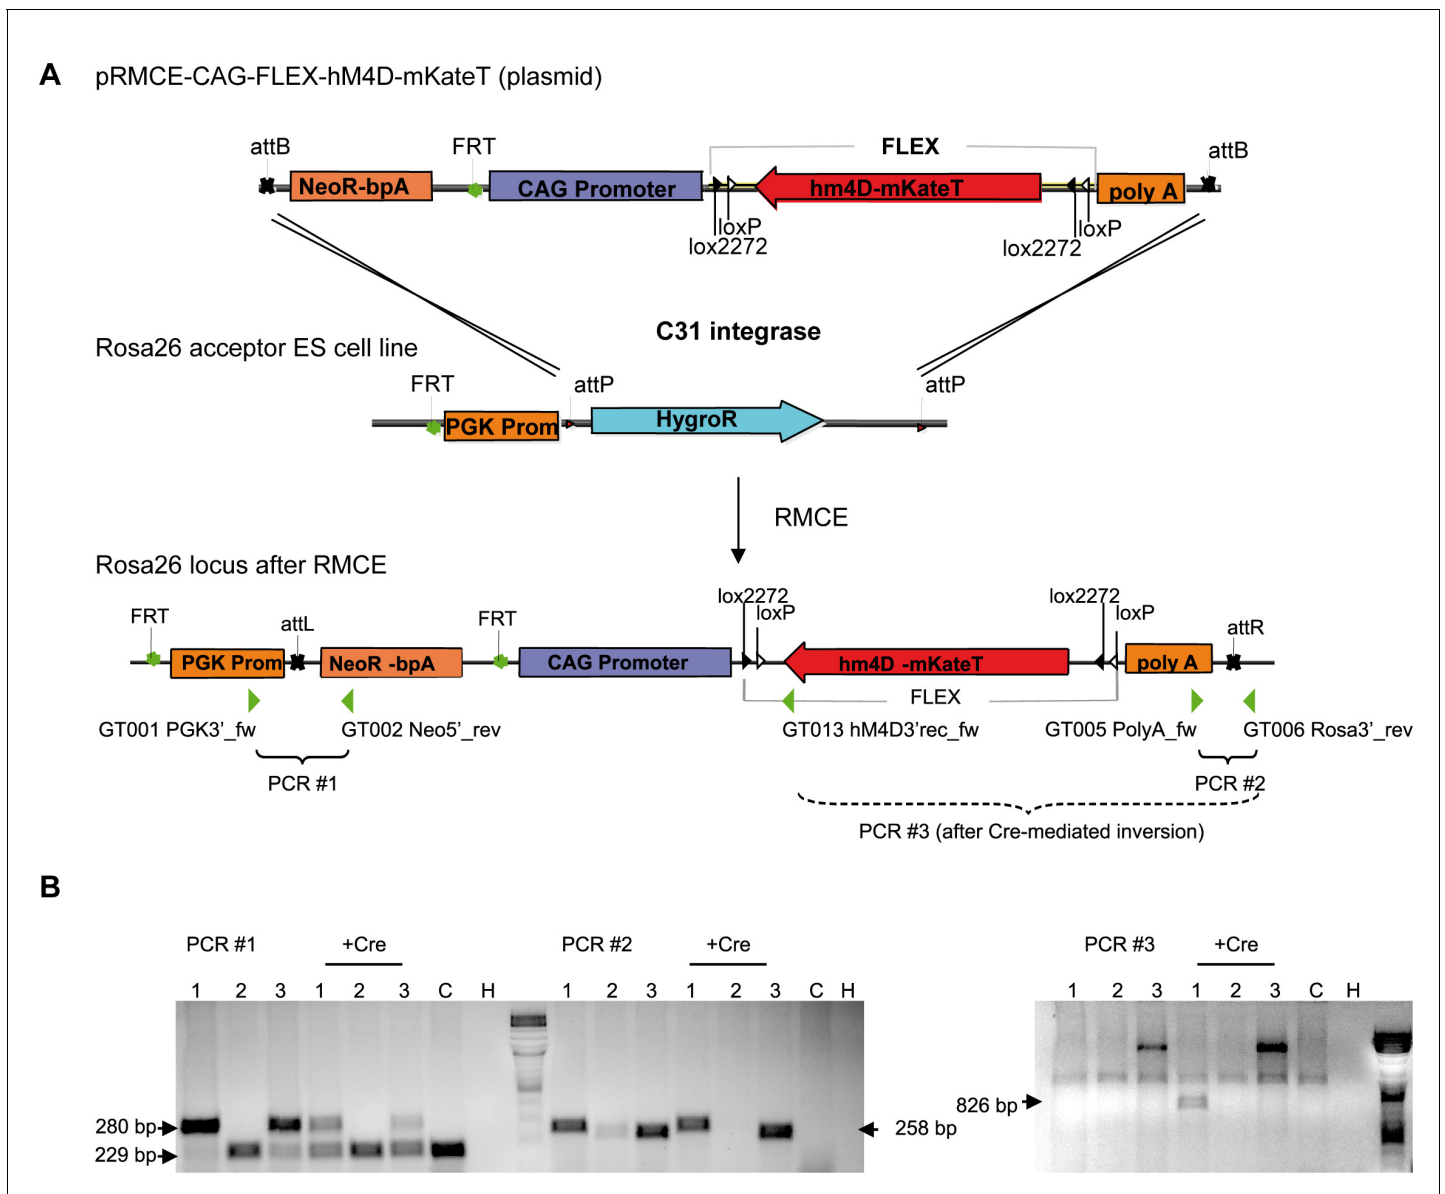 A pRMCE-CAG-FLEX-hM4D-mKateT (plasmid)
attB FRT FLEX attB
NeoR-bpA CAG Promoter hm4D-mKateT poly A
loxP loxP
lox2272 lox2272
C31 integrase
Rosa26 acceptor ES cell line
FRT attP attP
PGK Prom HygroR
RMCE
Rosa26 locus after RMCE
lox2272 lox2272
FRT attL FRT loxP loxP attR
PGK Prom NeoR -bpA CAG Promoter hm4D -mKateT poly A
FLEX
GT001 PGK3’_fw GT002 Neo5’_rev GT013 hM4D3’rec_fw GT005 PolyA_fw GT006 Rosa3’_rev
PCR #1 PCR #2
PCR #3 (after Cre-mediated inversion)
B
PCR #1 +Cre PCR #2 +Cre PCR #3 +Cre
1 2 3 1 2 3 C H 1 2 3 1 2 3 C H 1 2 3 1 2 3 C H
826 bp
280 bp 258 bp
229 bp